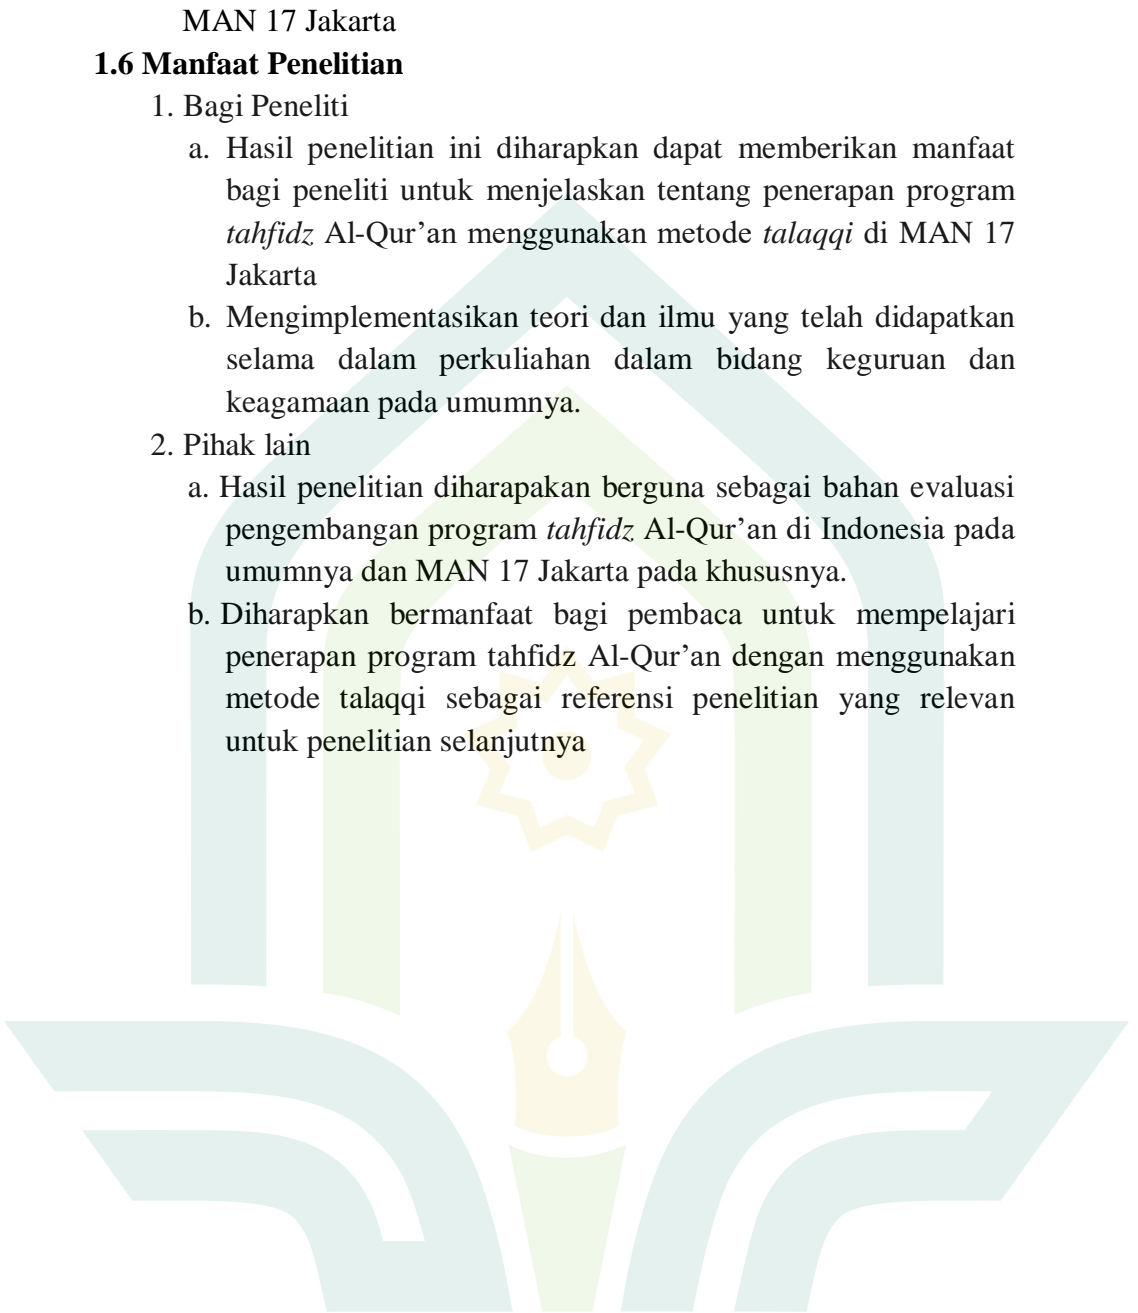 MAN 17 Jakarta
1.6 Manfaat Penelitian
1. Bagi Peneliti
a. Hasil penelitian ini diharapkan dapat memberikan manfaat
bagi peneliti untuk menjelaskan tentang penerapan program
tahfidz Al-Qur’an menggunakan metode talaqqi di MAN 17
Jakarta
b. Mengimplementasikan teori dan ilmu yang telah didapatkan
selama dalam perkuliahan dalam bidang keguruan dan
keagamaan pada umumnya.
2. Pihak lain
a. Hasil penelitian diharapakan berguna sebagai bahan evaluasi
pengembangan program tahfidz Al-Qur’an di Indonesia pada
umumnya dan MAN 17 Jakarta pada khususnya.
b. Diharapkan bermanfaat bagi pembaca untuk mempelajari
penerapan program tahfidz Al-Qur’an dengan menggunakan
metode talaqqi sebagai referensi penelitian yang relevan
untuk penelitian selanjutnya